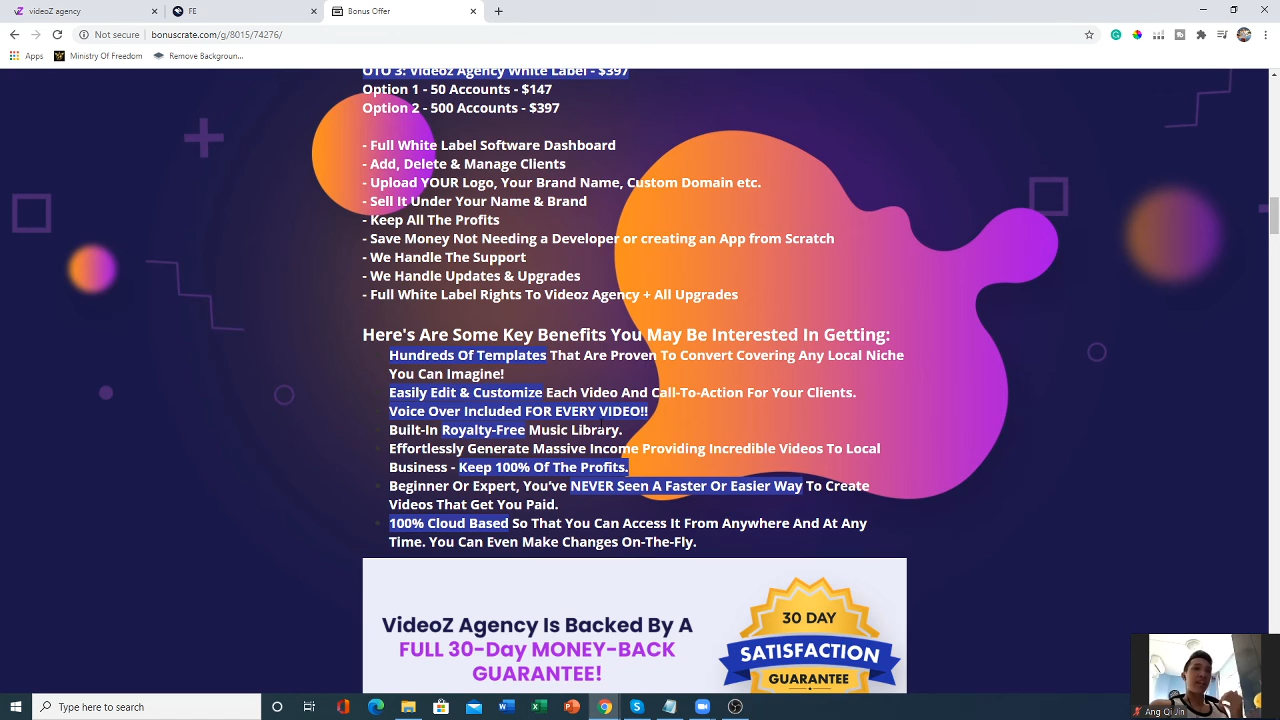 videoZ agency
FE
Bonus Offer
Not secure | bonuscrate.com/g/8015/74276/
Apps
Ministry Of Freedom
Remove Backgroun...
OTO 3: Videoz Agency White Label - $397
Option 1 - 50 Accounts - $147
Option 2 - 500 Accounts - $397
- Full White Label Software Dashboard
- Add, Delete & Manage Clients
- Upload YOUR Logo, Your Brand Name, Custom Domain etc.
- Sell It Under Your Name & Brand
- Keep All The Profits
- Save Money Not Needing a Developer or creating an App from Scratch
- We Handle The Support
- We Handle Updates & Upgrades
- Full White Label Rights To Videoz Agency + All Upgrades
Here's Are Some Key Benefits You May Be Interested In Getting:
Hundreds Of Templates That Are Proven To Convert Covering Any Local Niche
You Can Imagine!
Easily Edit & Customize Each Video And Call-To-Action For Your Clients.
Voice Over Included FOR EVERY VIDEO!!
Built-In Royalty-Free Music Library.
Effortlessly Generate Massive Income Providing Incredible Videos To Local
Business - Keep 100% Of The Profits.
Beginner Or Expert, You've NEVER Seen A Faster Or Easier Way To Create
Videos That Get You Paid.
100% Cloud Based So That You Can Access It From Anywhere And At Any
Time. You Can Even Make Changes On-The-Fly.
VideoZ Agency Is Backed By A
FULL 30-Day MONEY-BACK
GUARANTEE!
30 DAY
SATISFACTION
GUARANTEE
Type here to search
Ang Qi Jin